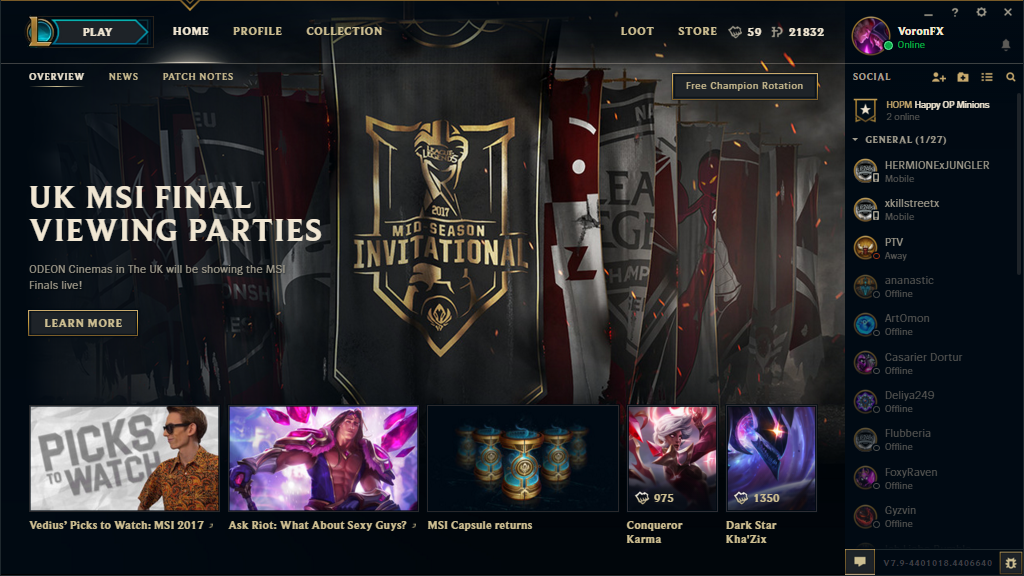 PLAY
HOME
PROFILE
COLLECTION
LOOT
STORE
59
21832
VoronFX
Online
OVERVIEW
NEWS
PATCH NOTES
Free Champion Rotation
SOCIAL
HOPM Happy OP Minions
2 online
GENERAL (1/27)
HERMIONExJUNGLER
Mobile
xkillstreetx
Mobile
PTV
Away
ananastic
Offline
ArtOmon
Offline
Casarier Dortur
Offline
Deliya249
Offline
Flubberia
Offline
FoxyRaven
Offline
Gyzvin
Offline
UK MSI FINAL
VIEWING PARTIES
ODEON Cinemas in The UK will be showing the MSI
Finals live!
LEARN MORE
LEAGUE
LEGENDS
2017
MID-SEASON
INVITATIONAL
EU
NA
LEA
LEGE
CHAMP
PICKS
TO WATCH
Vedius' Picks to Watch: MSI 2017
Ask Riot: What About Sexy Guys?
MSI Capsule returns
975
Conqueror
Karma
1350
Dark Star
Kha'Zix
V7.9-4401018.4406640